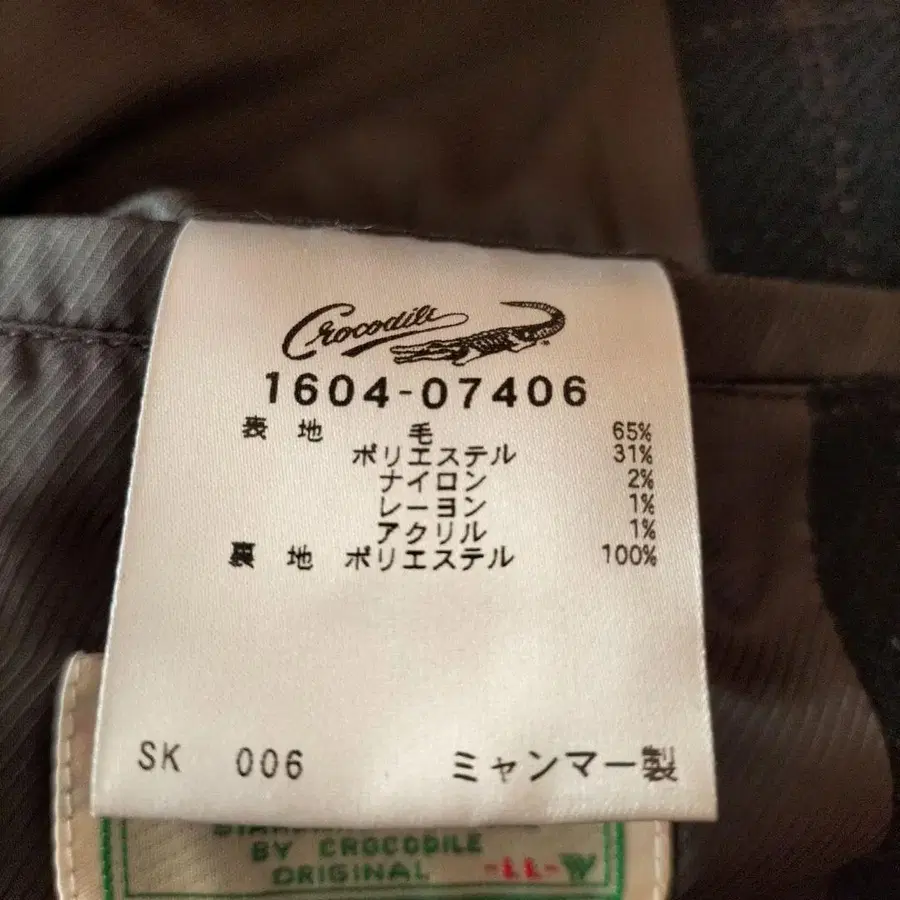 Crocodile
1604-07406
表 地 毛 65%
ポリエステル 31%
ナイロン 2%
レーヨン 1%
アクリル 1%
裏 地 ポリエステル 100%
SK 006 ミャンマー製
BY CROCODILE
ORIGINAL -LL-W